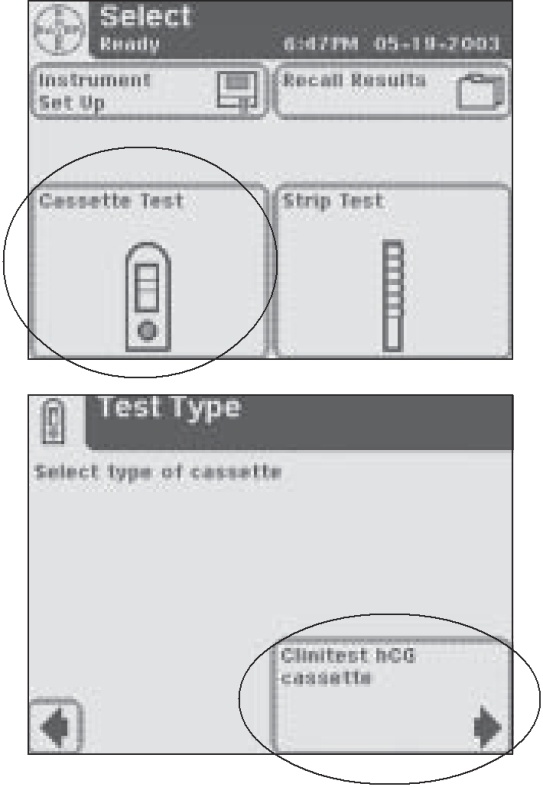 BAYER
Select
Ready
6:47PM 05-19-2003
Instrument
Set Up
Recall Results
Cassette Test
Strip Test
Test Type
Select type of cassette
Clinitest hCG
cassette